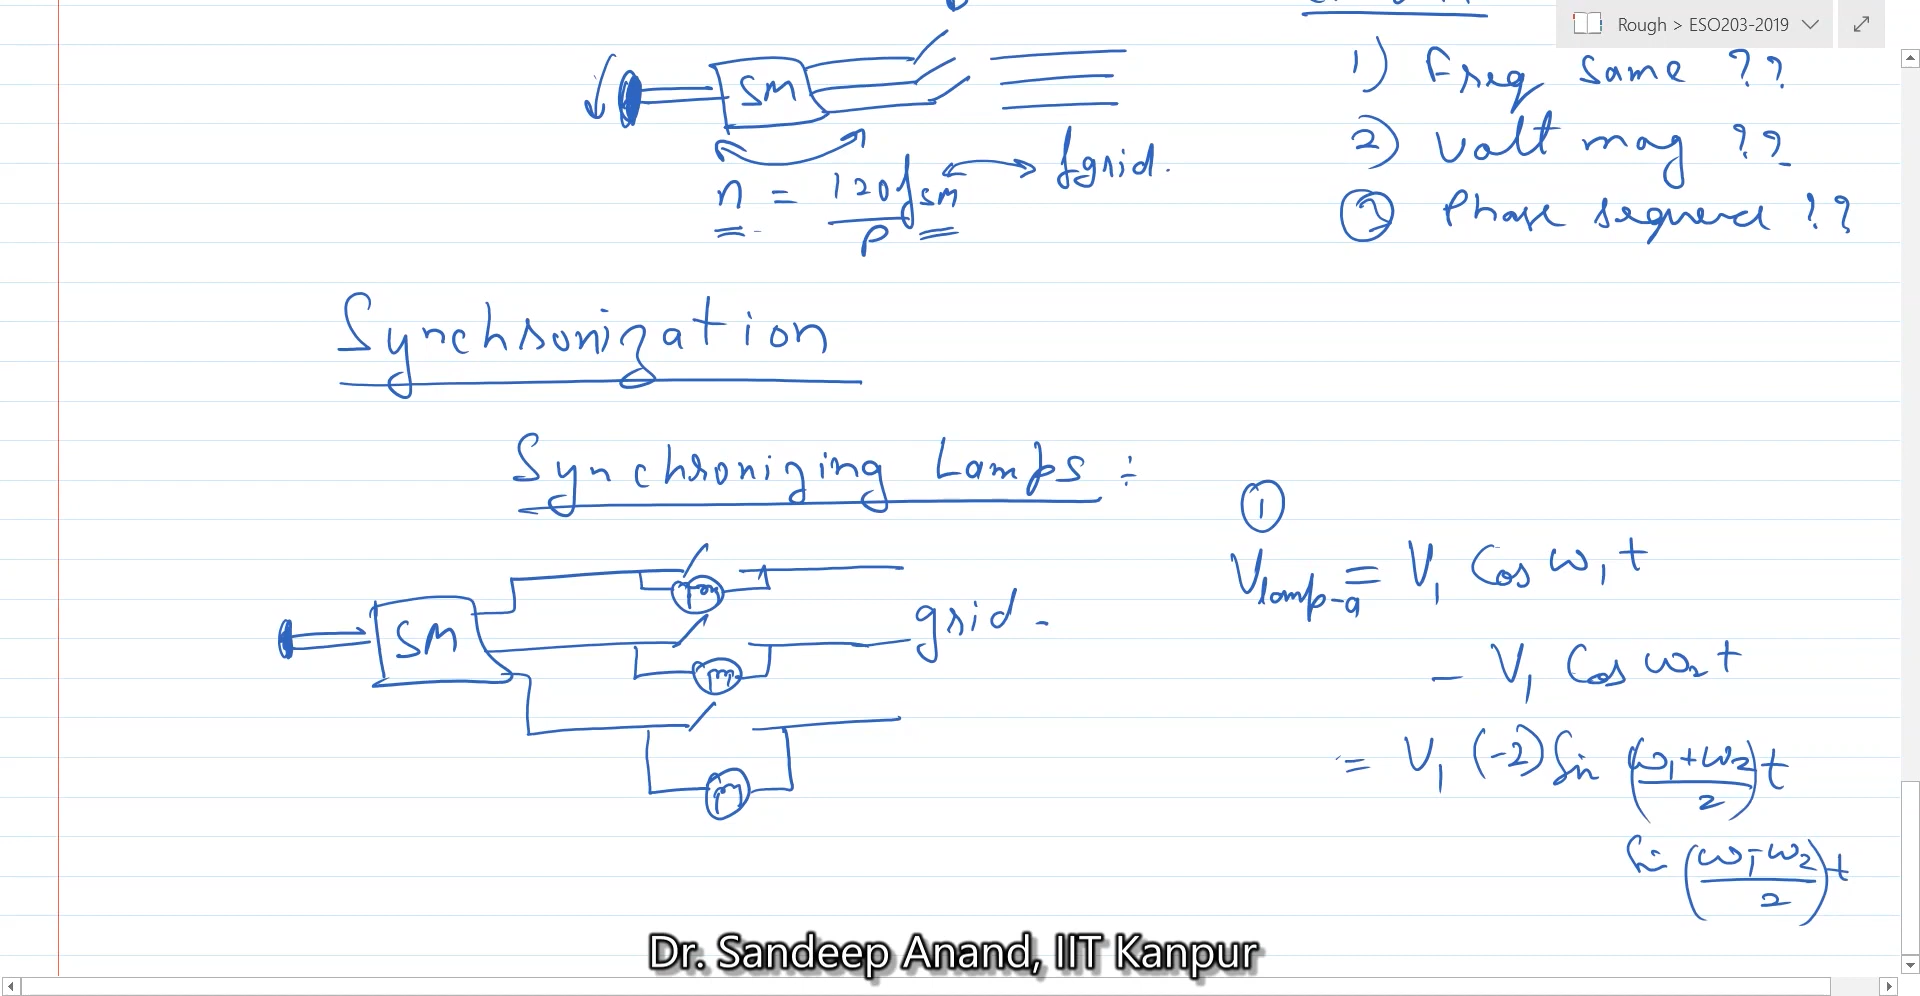 Rough > ESO203-2019
1) Freq same ??
SM
2) Volt mag ??
fgrid.
n = 120fSM / P
③ Phase sequence ??
Synchronization
Synchronizing Lamps ÷
①
Vlamp-a = V₁ Cos ω₁t
SM
grid.
- V₁ Cos ω₂t
= V₁ (-2) Sin (ω₁+ω₂ / 2) t
Sin (ω₁-ω₂ / 2) t
Dr. Sandeep Anand, IIT Kanpur